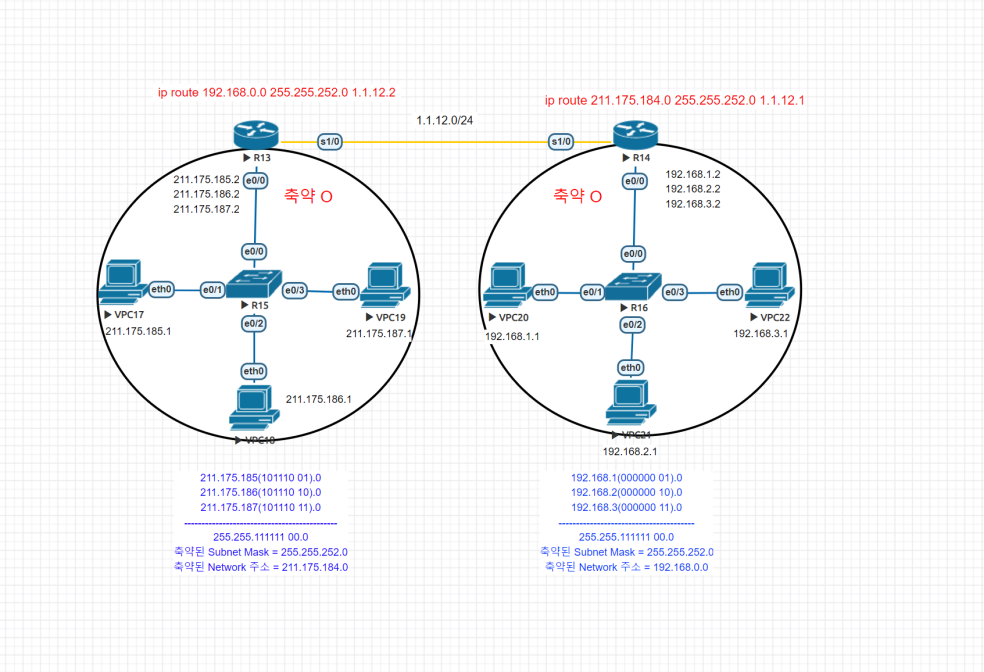 ip route 192.168.0.0 255.255.252.0 1.1.12.2
ip route 211.175.184.0 255.255.252.0 1.1.12.1
1.1.12.0/24
s1/0
s1/0
R13
R14
211.175.185.2
211.175.186.2
211.175.187.2
e0/0
축약 O
축약 O
e0/0
192.168.1.2
192.168.2.2
192.168.3.2
e0/0
e0/0
eth0
e0/1
e0/3
eth0
eth0
e0/1
e0/3
eth0
R15
R16
VPC17
VPC19
VPC20
VPC22
211.175.185.1
211.175.187.1
192.168.1.1
192.168.3.1
e0/2
e0/2
eth0
eth0
211.175.186.1
VPC18
VPC21
192.168.2.1
211.175.185(101110 01).0
211.175.186(101110 10).0
211.175.187(101110 11).0
--------------------------------------------
255.255.111111 00.0
축약된 Subnet Mask = 255.255.252.0
축약된 Network 주소 = 211.175.184.0
192.168.1(000000 01).0
192.168.2(000000 10).0
192.168.3(000000 11).0
---------------------------------------
255.255.111111 00.0
축약된 Subnet Mask = 255.255.252.0
축약된 Network 주소 = 192.168.0.0